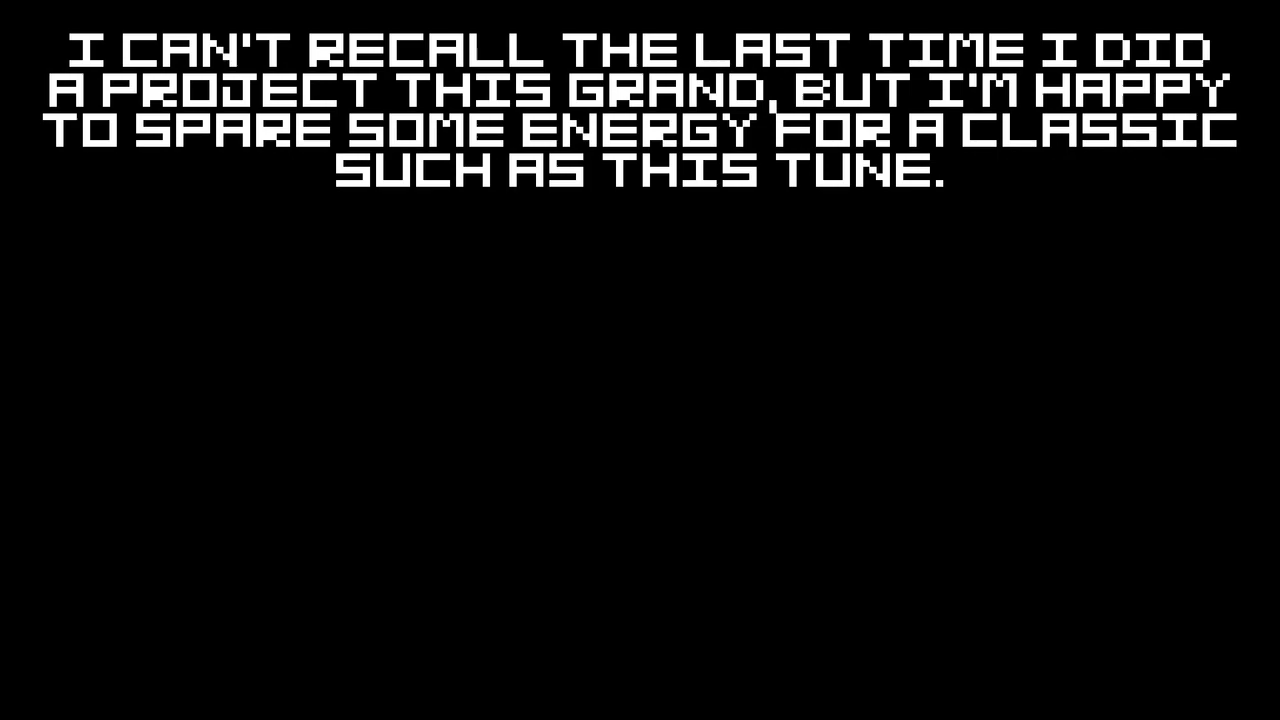 I CAN'T RECALL THE LAST TIME I DID
A PROJECT THIS GRAND, BUT I'M HAPPY
TO SPARE SOME ENERGY FOR A CLASSIC
SUCH AS THIS TUNE.